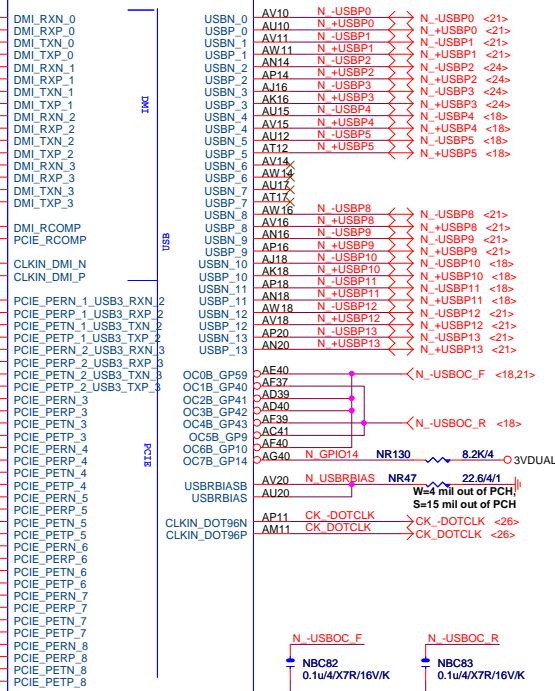 DMI_RXN_0
DMI_RXP_0
DMI_TXN_0
DMI_TXP_0
DMI_RXN_1
DMI_RXP_1
DMI_TXN_1
DMI_TXP_1
DMI_RXN_2
DMI_RXP_2
DMI_TXN_2
DMI_TXP_2
DMI_RXN_3
DMI_RXP_3
DMI_TXN_3
DMI_TXP_3
DMI_RCOMP
PCIE_RCOMP
CLKIN_DMI_N
CLKIN_DMI_P
PCIE_PERN_1_USB3_RXN_2
PCIE_PERP_1_USB3_RXP_2
PCIE_PETN_1_USB3_TXN_2
PCIE_PETP_1_USB3_TXP_2
PCIE_PERN_2_USB3_RXN_3
PCIE_PERP_2_USB3_RXP_3
PCIE_PETN_2_USB3_TXN_3
PCIE_PETP_2_USB3_TXP_3
PCIE_PERN_3
PCIE_PERP_3
PCIE_PETN_3
PCIE_PETP_3
PCIE_PERN_4
PCIE_PERP_4
PCIE_PETN_4
PCIE_PETP_4
PCIE_PERN_5
PCIE_PERP_5
PCIE_PETN_5
PCIE_PETP_5
PCIE_PERN_6
PCIE_PERP_6
PCIE_PETN_6
PCIE_PETP_6
PCIE_PERN_7
PCIE_PERP_7
PCIE_PETN_7
PCIE_PETP_7
PCIE_PERN_8
PCIE_PERP_8
PCIE_PETN_8
PCIE_PETP_8
DMI
USB
PCIE
USBN_0 AV10 N_-USBP0 N_-USBP0 <21>
USBP_0 AU10 N_+USBP0 N_+USBP0 <21>
USBN_1 AV11 N_-USBP1 N_-USBP1 <21>
USBP_1 AW11 N_+USBP1 N_+USBP1 <21>
USBN_2 AN14 N_-USBP2 N_-USBP2 <24>
USBP_2 AP14 N_+USBP2 N_+USBP2 <24>
USBN_3 AJ16 N_-USBP3 N_-USBP3 <24>
USBP_3 AK16 N_+USBP3 N_+USBP3 <24>
USBN_4 AU15 N_-USBP4 N_-USBP4 <18>
USBP_4 AV15 N_+USBP4 N_+USBP4 <18>
USBN_5 AU12 N_-USBP5 N_-USBP5 <18>
USBP_5 AT12 N_+USBP5 N_+USBP5 <18>
USBN_6 AV14
USBP_6 AW14
USBN_7 AU17
USBP_7 AT17
USBN_8 AW16 N_-USBP8 N_-USBP8 <21>
USBP_8 AV16 N_+USBP8 N_+USBP8 <21>
USBN_9 AN16 N_-USBP9 N_-USBP9 <21>
USBP_9 AP16 N_+USBP9 N_+USBP9 <21>
USBN_10 AJ18 N_-USBP10 N_-USBP10 <18>
USBP_10 AK18 N_+USBP10 N_+USBP10 <18>
USBN_11 AP18 N_-USBP11 N_-USBP11 <18>
USBP_11 AN18 N_+USBP11 N_+USBP11 <18>
USBN_12 AW18 N_-USBP12 N_-USBP12 <21>
USBP_12 AV18 N_+USBP12 N_+USBP12 <21>
USBN_13 AP20 N_-USBP13 N_-USBP13 <21>
USBP_13 AN20 N_+USBP13 N_+USBP13 <21>
OC0B_GP59 AE40 N_-USBOC_F <18,21>
OC1B_GP40 AF37
OC2B_GP41 AD39
OC3B_GP42 AD40
OC4B_GP43 AF39 N_-USBOC_R <18>
OC5B_GP9 AC41
OC6B_GP10 AF40
OC7B_GP14 AG40 N_GPIO14 NR130 8.2K/4 3VDUAL
USBRBIASB AV20 N_USBRBIAS NR47 22.6/4/1
USBRBIAS AU20
W=4 mil out of PCH,
S=15 mil out of PCH
CLKIN_DOT96N AP11 CK_-DOTCLK CK_-DOTCLK <26>
CLKIN_DOT96P AM11 CK_DOTCLK CK_DOTCLK <26>
N_-USBOC_F
NBC82
0.1u/4/X7R/16V/K
N_-USBOC_R
NBC83
0.1u/4/X7R/16V/K